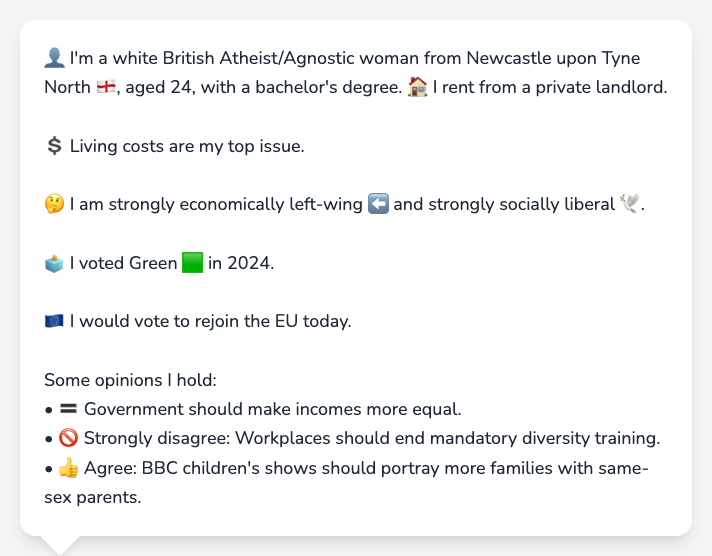 👤 I'm a white British Atheist/Agnostic woman from Newcastle upon Tyne
North 🏴󠁧󠁢󠁥󠁮󠁧󠁿, aged 24, with a bachelor's degree. 🏠 I rent from a private landlord.
💲 Living costs are my top issue.
🤔 I am strongly economically left-wing ⬅️ and strongly socially liberal 🕊️.
🗳️ I voted Green 🟩 in 2024.
🇪🇺 I would vote to rejoin the EU today.
Some opinions I hold:
• 🟰 Government should make incomes more equal.
• 🚫 Strongly disagree: Workplaces should end mandatory diversity training.
• 👍 Agree: BBC children's shows should portray more families with same-
sex parents.